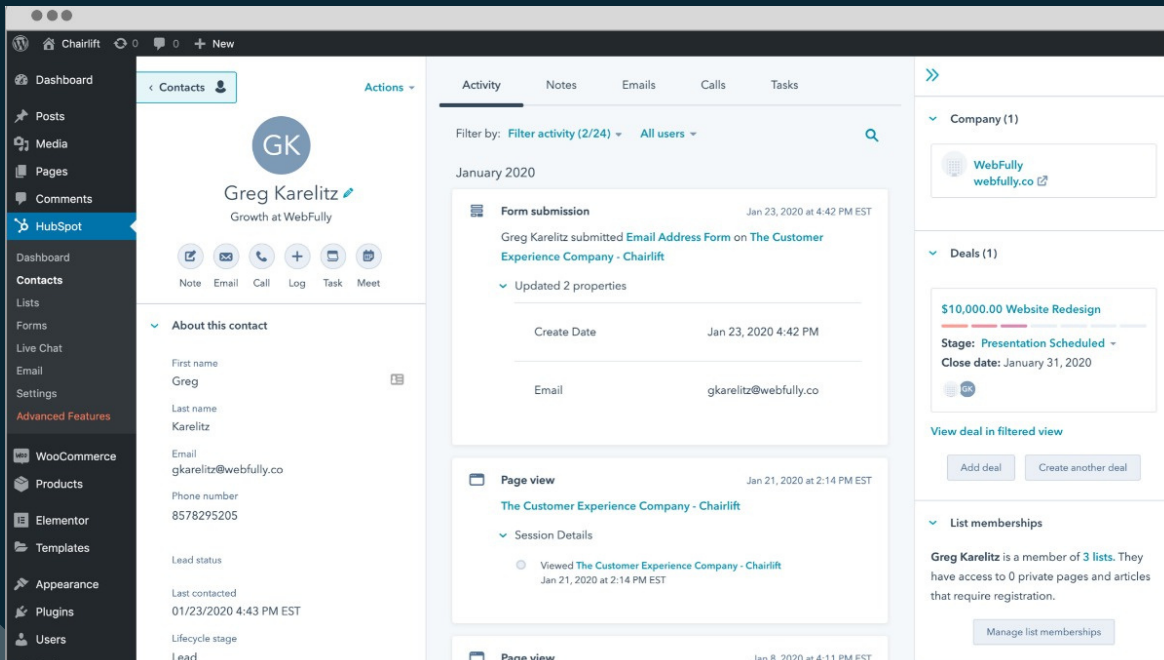 Chairlift
0
0
New
Dashboard
Posts
Media
Pages
Comments
HubSpot
Dashboard
Contacts
Lists
Forms
Live Chat
Email
Settings
Advanced Features
WooCommerce
Products
Elementor
Templates
Appearance
Plugins
Users
Contacts
Actions
GK
Greg Karelitz
Growth at WebFully
Note Email Call Log Task Meet
About this contact
First name
Greg
Last name
Karelitz
Email
gkarelitz@webfully.co
Phone number
8578295205
Lead status
Last contacted
01/23/2020 4:43 PM EST
Lifecycle stage
Lead
Activity Notes Emails Calls Tasks
Filter by: Filter activity (2/24) All users
January 2020
Form submission Jan 23, 2020 at 4:42 PM EST
Greg Karelitz submitted Email Address Form on The Customer
Experience Company - Chairlift
Updated 2 properties
Create Date Jan 23, 2020 4:42 PM
Email gkarelitz@webfully.co
Page view Jan 21, 2020 at 2:14 PM EST
The Customer Experience Company - Chairlift
Session Details
Viewed The Customer Experience Company - Chairlift
Jan 21, 2020 at 2:14 PM EST
Page view Jan 8, 2020 at 4:11 PM EST
Company (1)
WebFully
webfully.co
Deals (1)
$10,000.00 Website Redesign
Stage: Presentation Scheduled
Close date: January 31, 2020
GK
View deal in filtered view
Add deal Create another deal
List memberships
Greg Karelitz is a member of 3 lists. They
have access to 0 private pages and articles
that require registration.
Manage list memberships